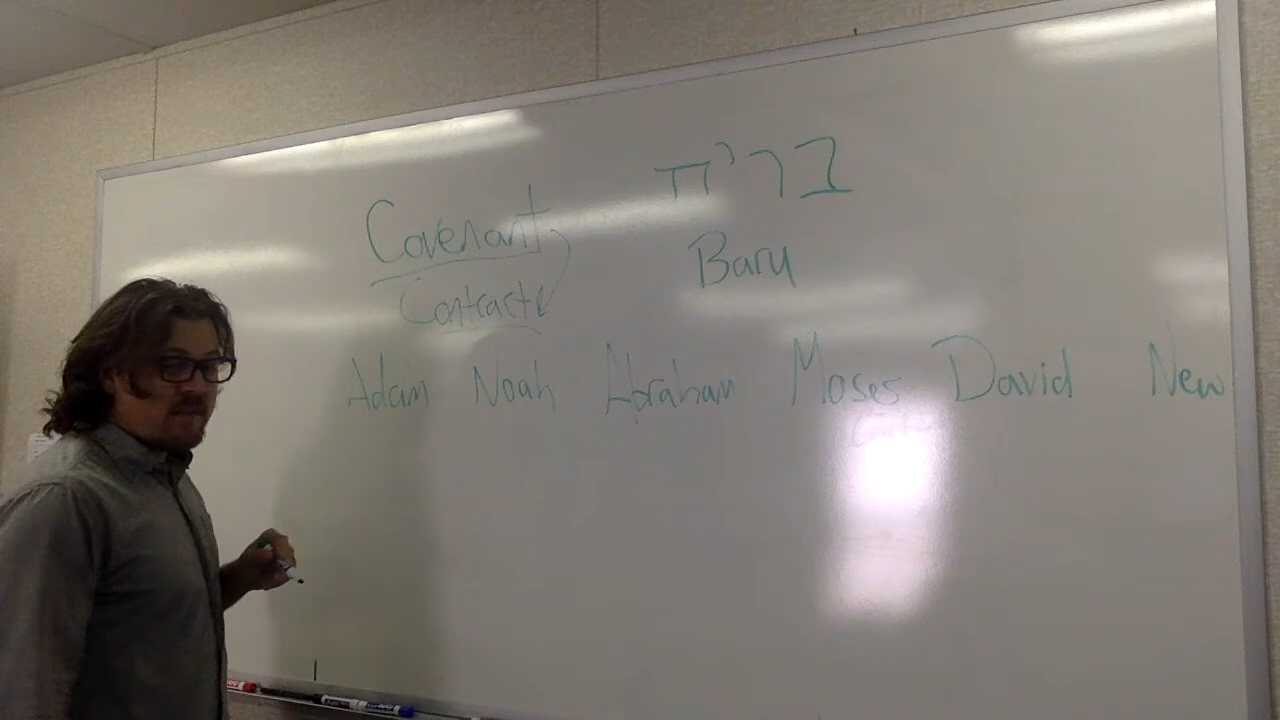 ברית
Covenant
Bary
Contract
Adam Noah Abraham Moses David New